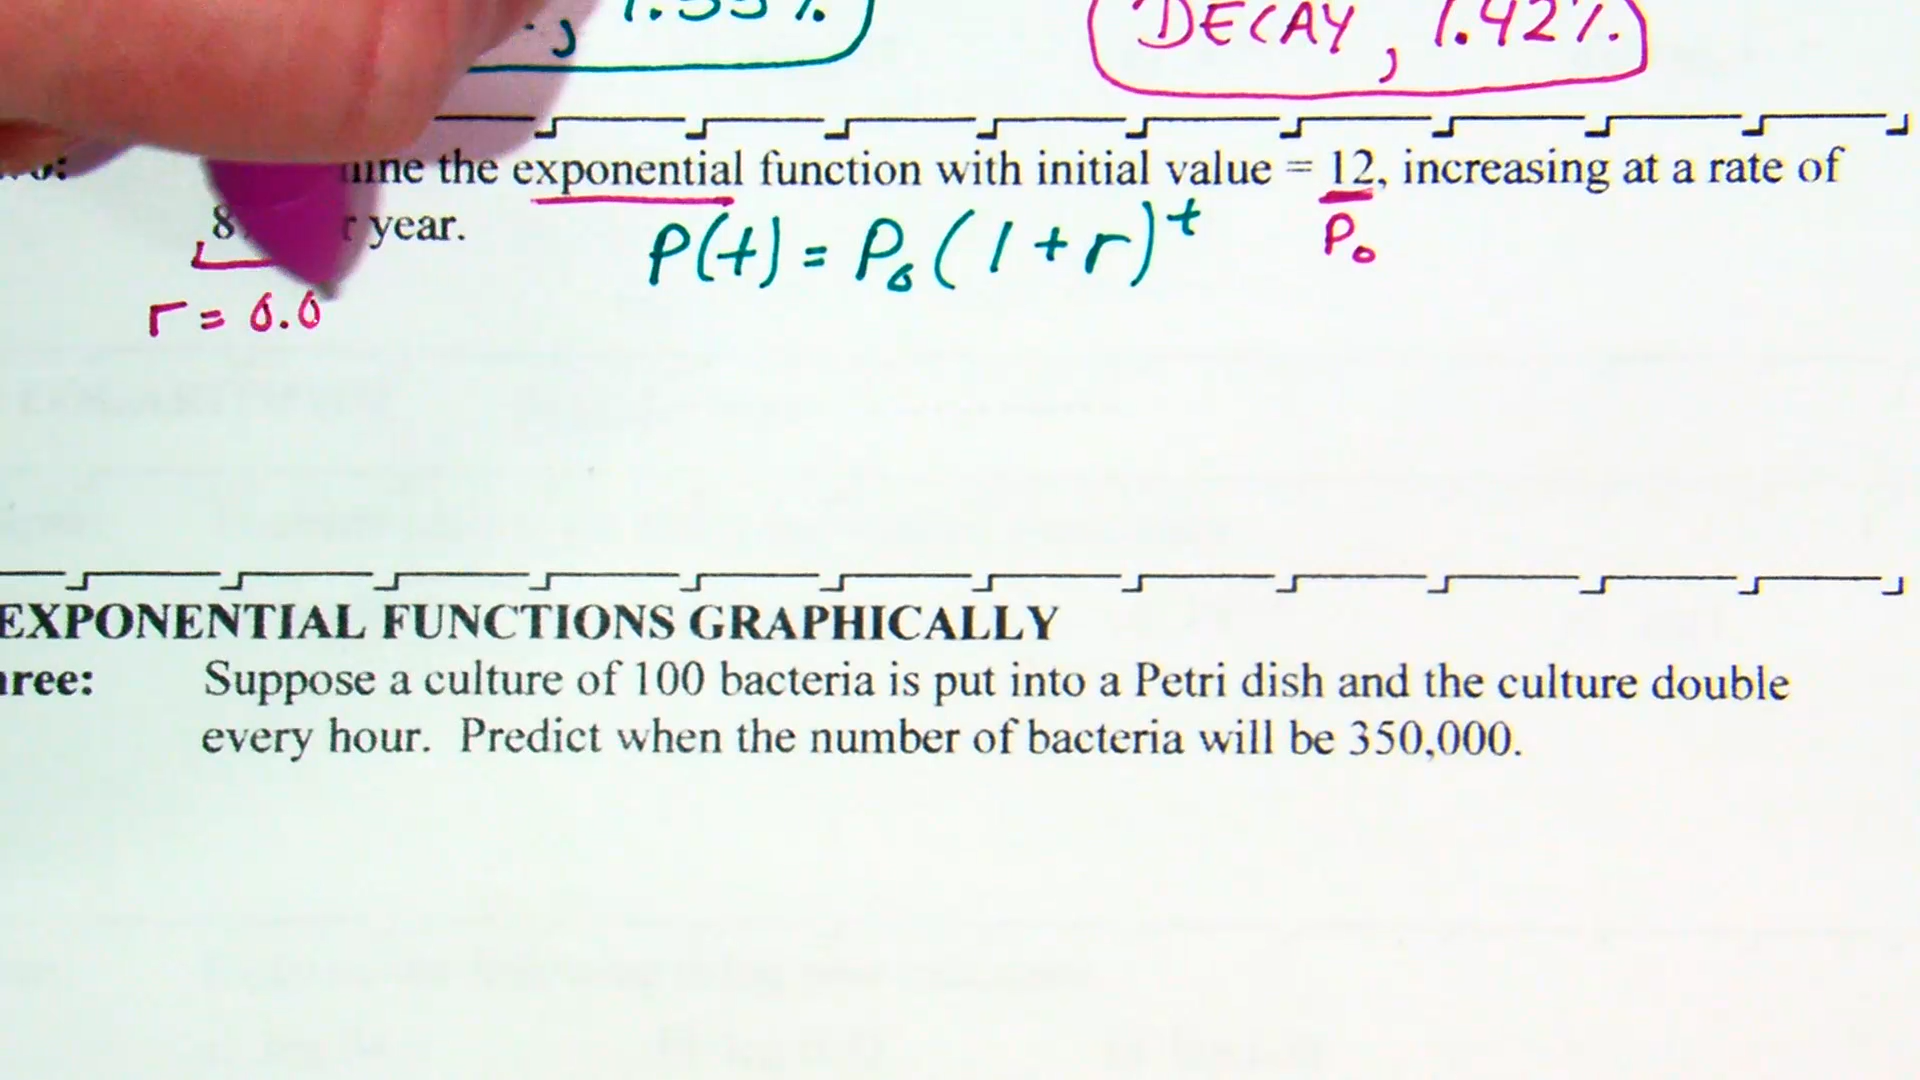 1.35%
DECAY, 1.42%
the exponential function with initial value = 12, increasing at a rate of
8 year.
P(t) = P₀(1+r)ᵗ
P₀
r = 0.0
EXPONENTIAL FUNCTIONS GRAPHICALLY
Suppose a culture of 100 bacteria is put into a Petri dish and the culture double
every hour. Predict when the number of bacteria will be 350,000.